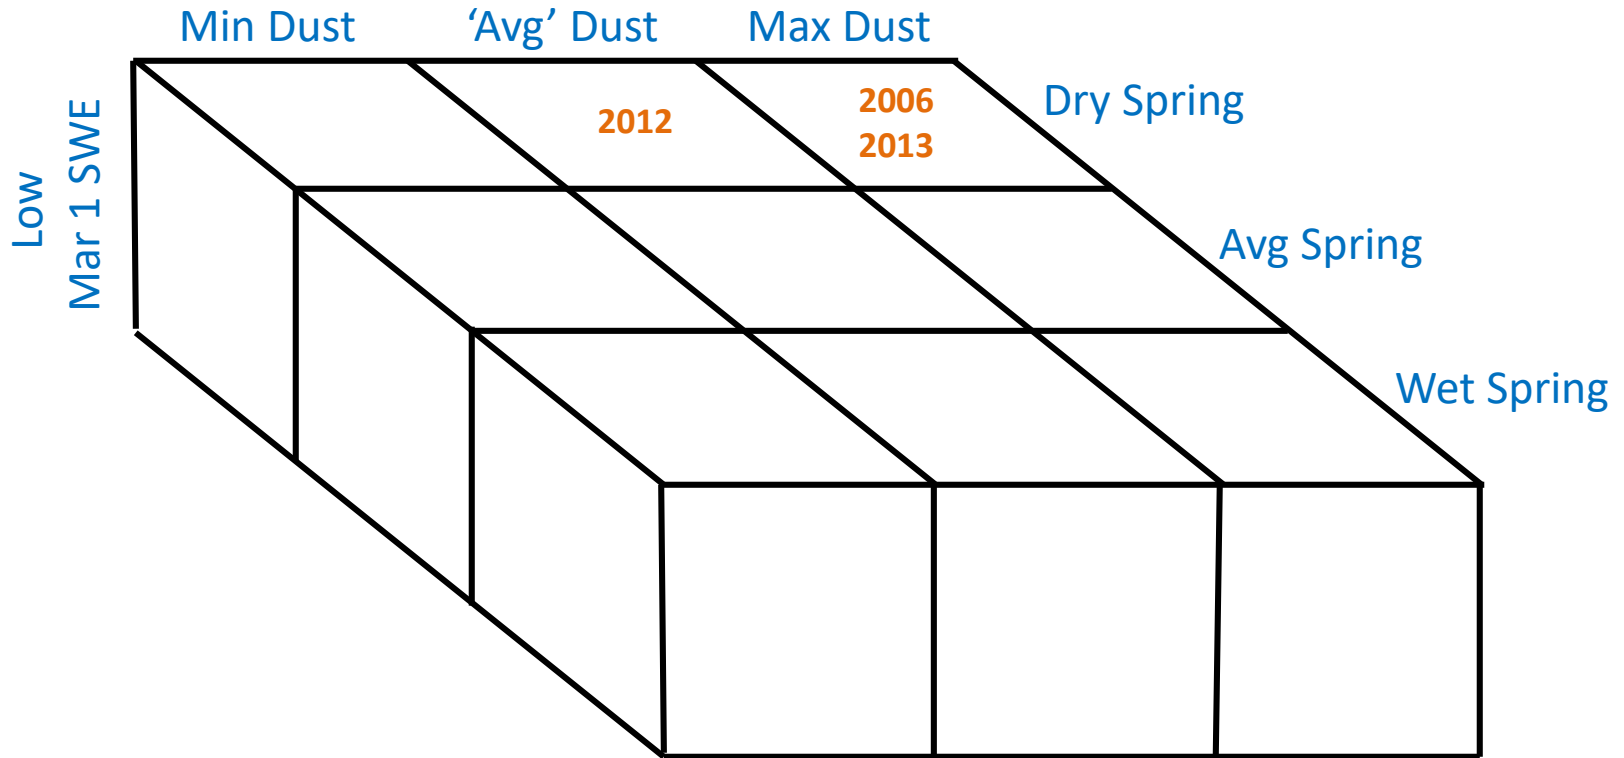 Min Dust
‘Avg’ Dust
Max Dust
Dry Spring
2012
2006
2013
Low
Mar 1 SWE
Avg Spring
Wet Spring